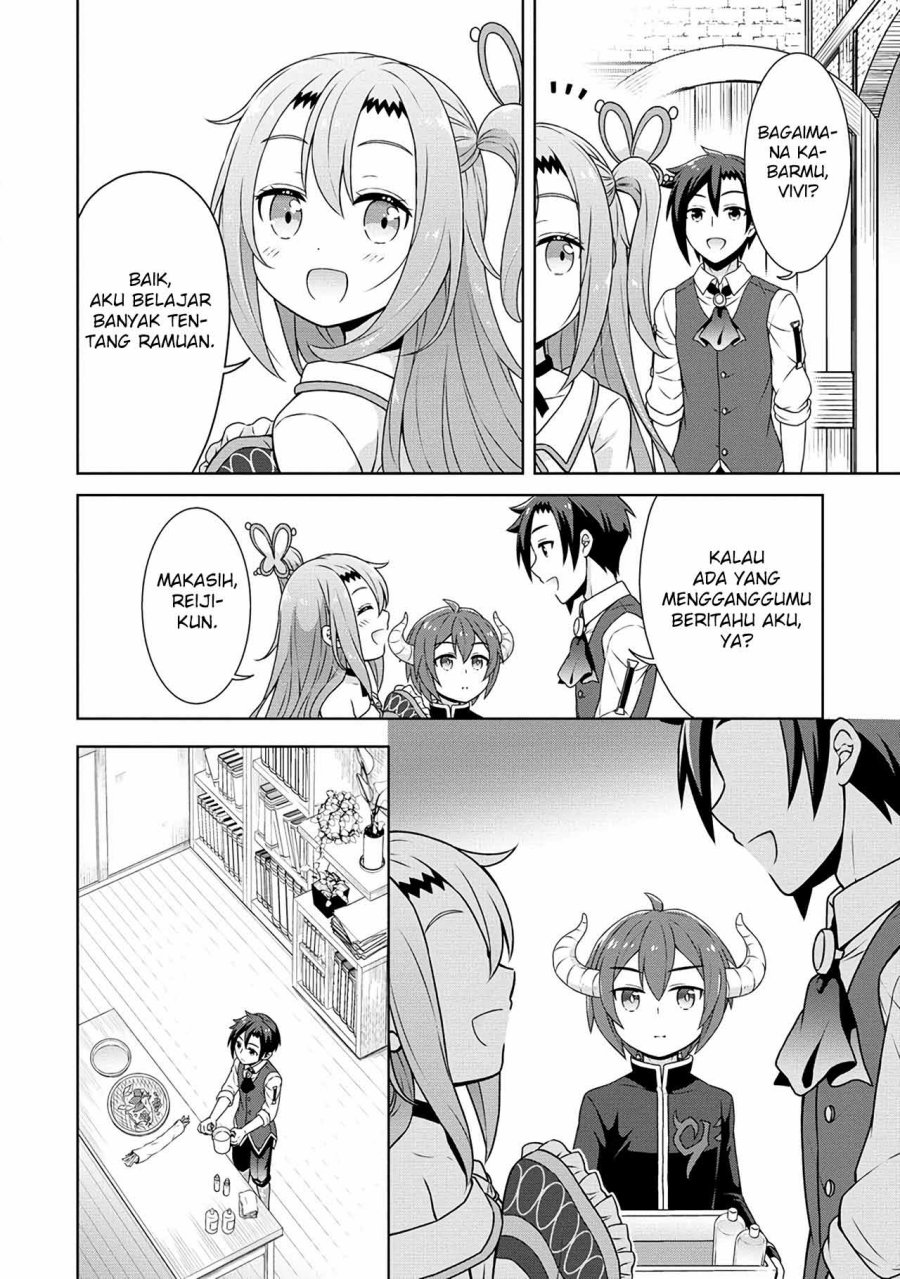 BAGAIMA-
NA KA-
BARMU,
VIVI?
BAIK,
AKU BELAJAR
BANYAK TEN-
TANG RAMUAN.
KALAU
ADA YANG
MENGGANGGUMU
BERITAHU AKU,
YA?
MAKASIH,
REIJI-
KUN.